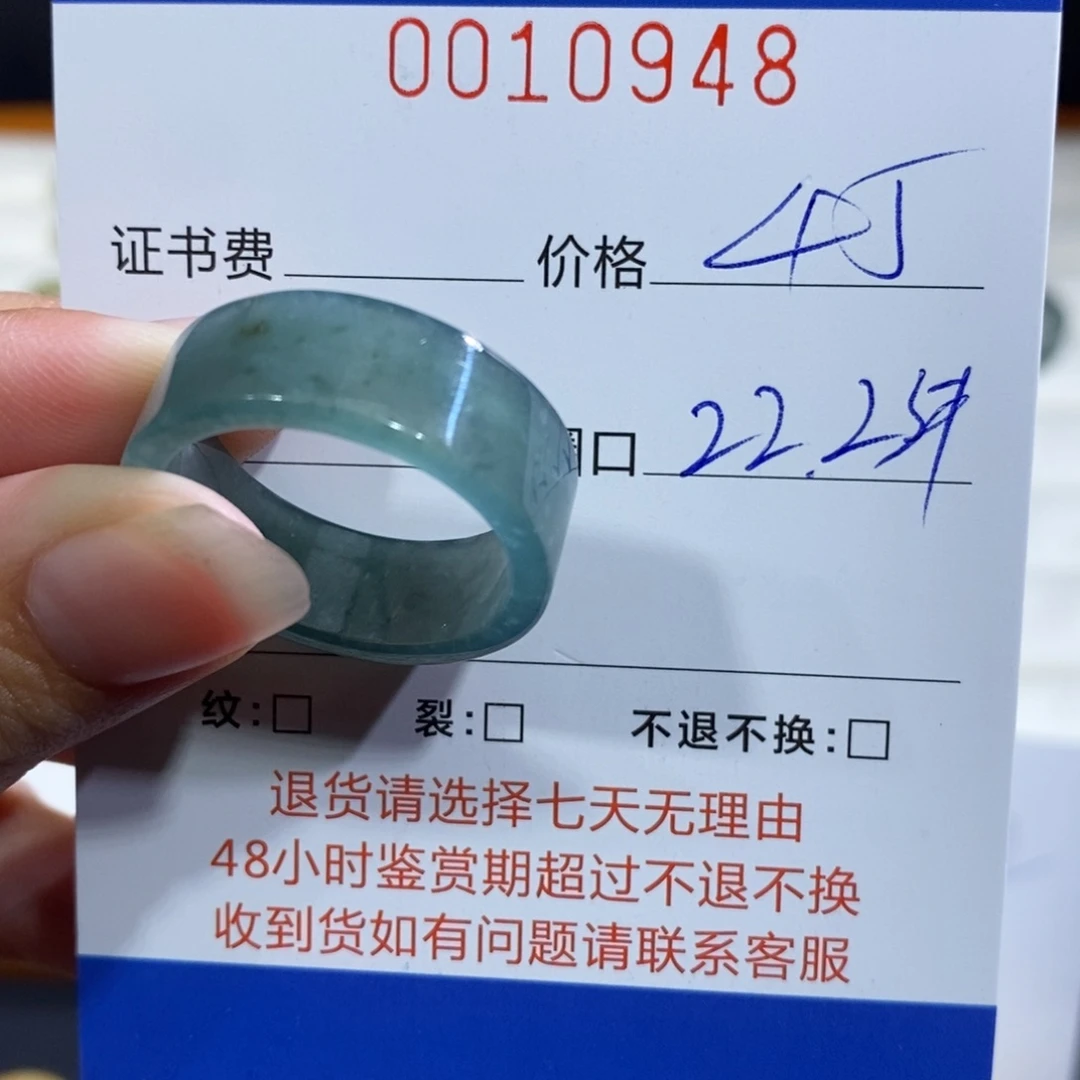 0010948
证书费 价格
圈口 22.2
纹:□ 裂:□ 不退不换:□
退货请选择七天无理由
48小时鉴赏期超过不退不换
收到货如有问题请联系客服